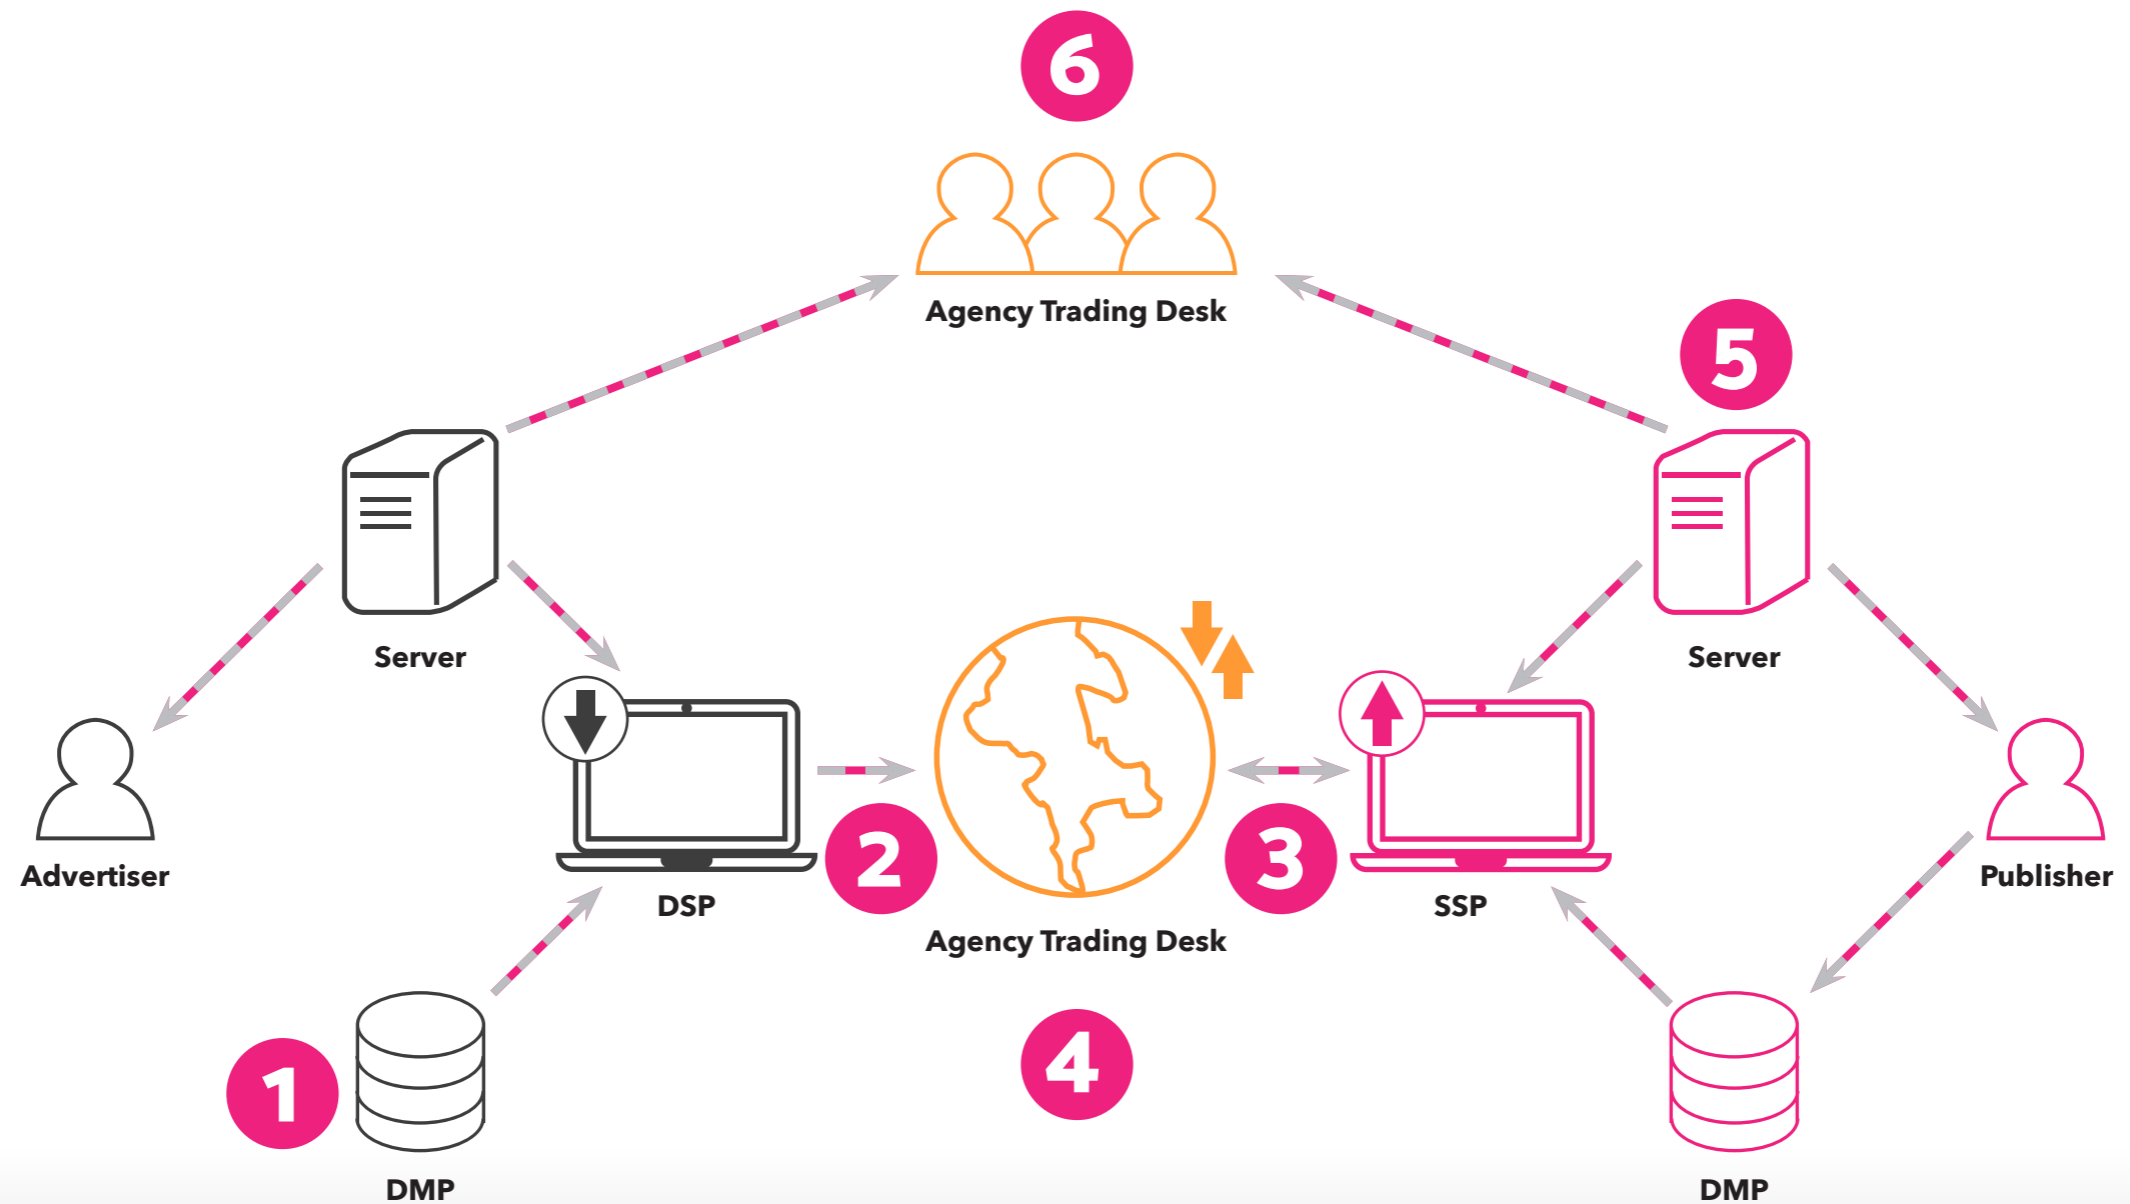 6
Agency Trading Desk
5
Server
Server
Advertiser
2
3
Publisher
DSP
SSP
Agency Trading Desk
4
1
DMP
DMP